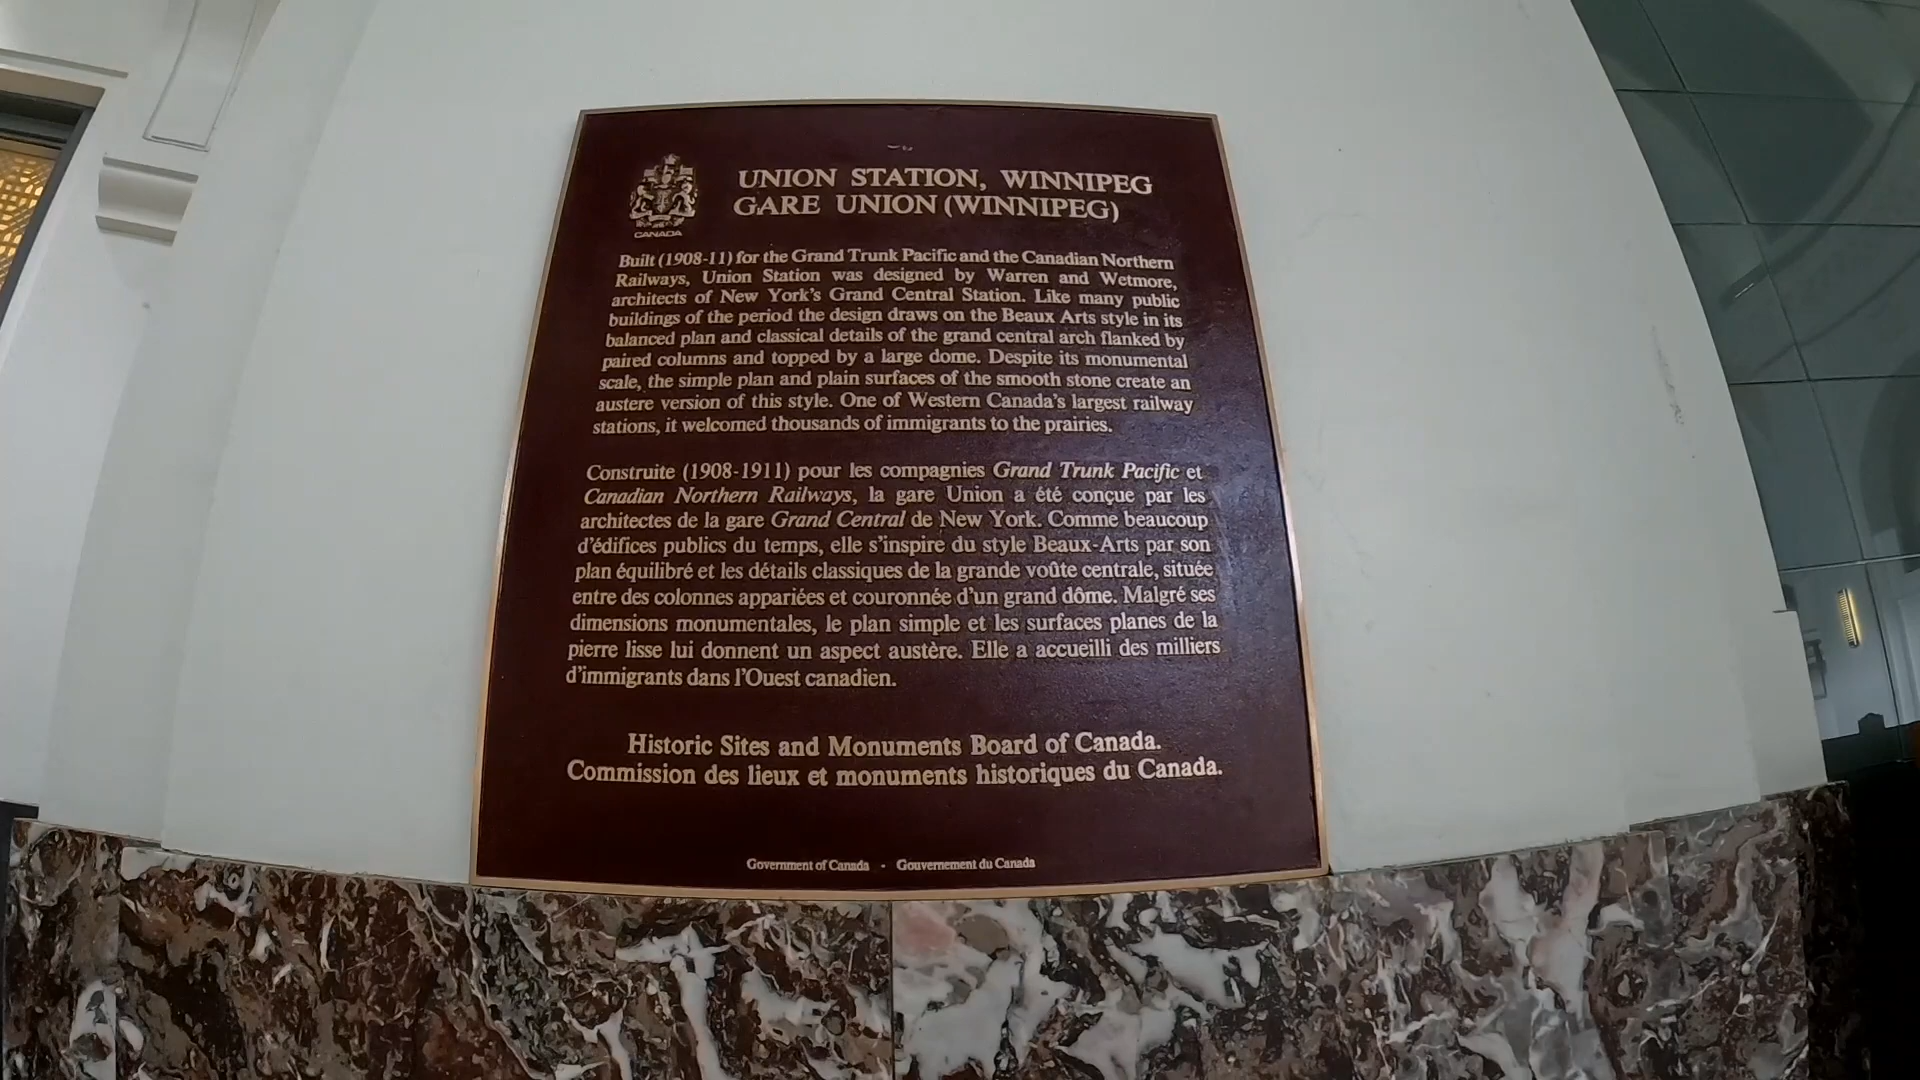 CANADA
UNION STATION, WINNIPEG
GARE UNION (WINNIPEG)
Built (1908-11) for the Grand Trunk Pacific and the Canadian Northern
Railways, Union Station was designed by Warren and Wetmore,
architects of New York's Grand Central Station. Like many public
buildings of the period the design draws on the Beaux Arts style in its
balanced plan and classical details of the grand central arch flanked by
paired columns and topped by a large dome. Despite its monumental
scale, the simple plan and plain surfaces of the smooth stone create an
austere version of this style. One of Western Canada's largest railway
stations, it welcomed thousands of immigrants to the prairies.
Construite (1908-1911) pour les compagnies Grand Trunk Pacific et
Canadian Northern Railways, la gare Union a été conçue par les
architectes de la gare Grand Central de New York. Comme beaucoup
d'édifices publics du temps, elle s'inspire du style Beaux-Arts par son
plan équilibré et les détails classiques de la grande voûte centrale, située
entre des colonnes appariées et couronnée d'un grand dôme. Malgré ses
dimensions monumentales, le plan simple et les surfaces planes de la
pierre lisse lui donnent un aspect austère. Elle a accueilli des milliers
d'immigrants dans l'Ouest canadien.
Historic Sites and Monuments Board of Canada.
Commission des lieux et monuments historiques du Canada.
Government of Canada - Gouvernement du Canada